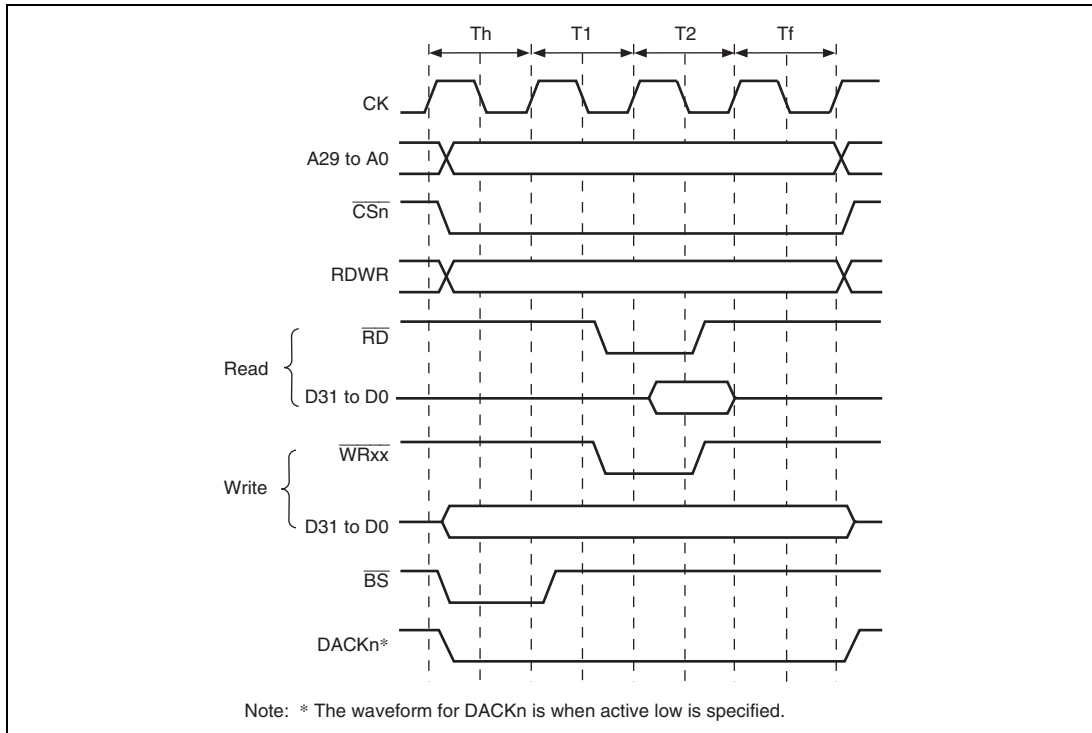 Th T1 T2 Tf
CK
A29 to A0
CSn
RDWR
RD
Read
D31 to D0
WRxx
Write
D31 to D0
BS
DACKn*
Note: * The waveform for DACKn is when active low is specified.